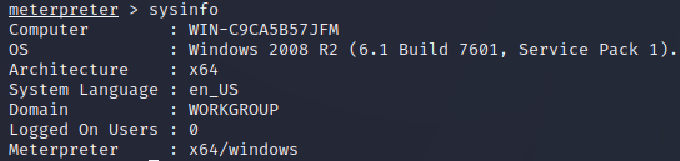 meterpreter > sysinfo
Computer        : WIN-C9CA5B57JFM
OS              : Windows 2008 R2 (6.1 Build 7601, Service Pack 1).
Architecture    : x64
System Language : en_US
Domain          : WORKGROUP
Logged On Users : 0
Meterpreter     : x64/windows